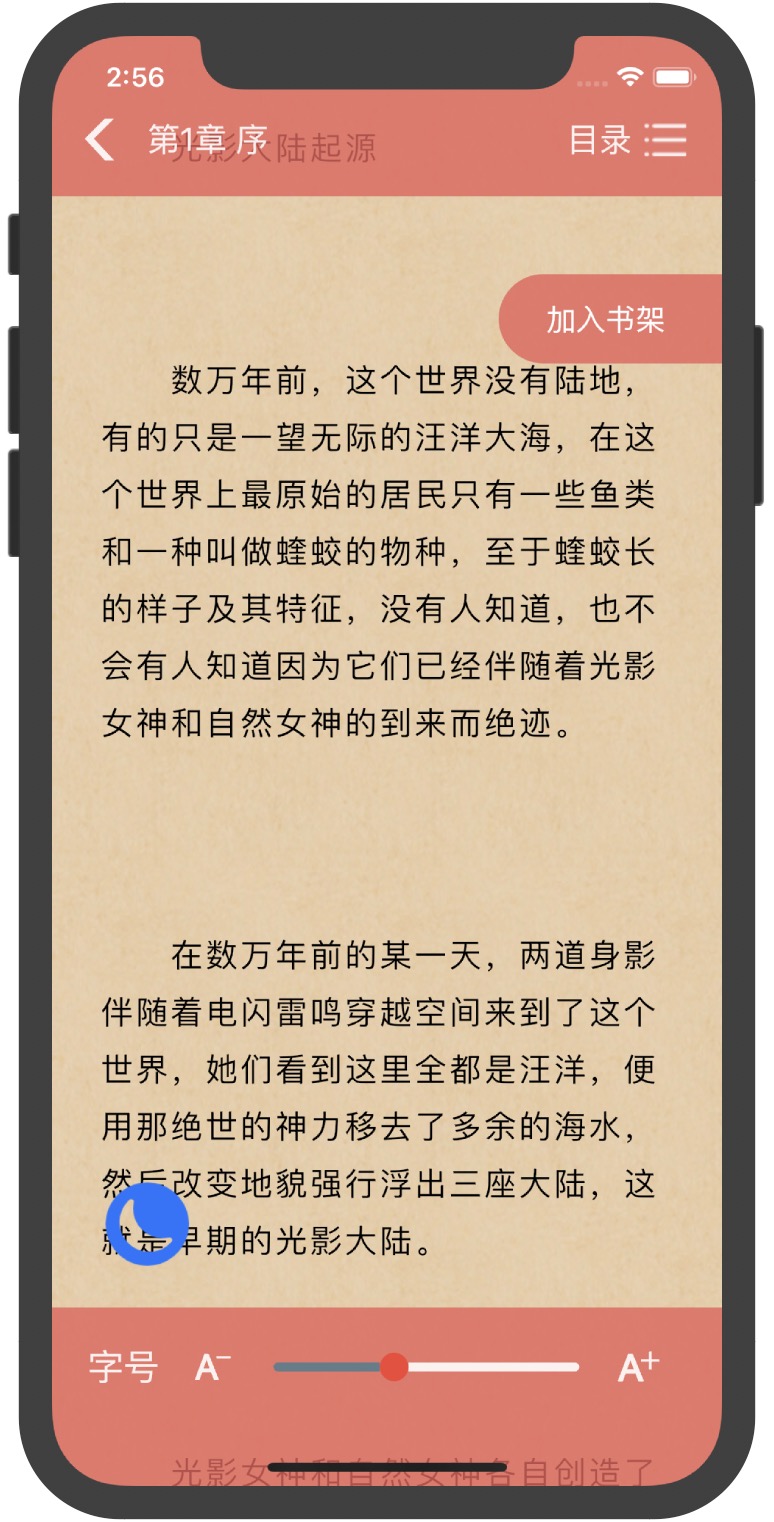 2:56
第1章 序
目录
光影大陆起源
加入书架
数万年前，这个世界没有陆地，
有的只是一望无际的汪洋大海，在这
个世界上最原始的居民只有一些鱼类
和一种叫做蝰蛟的物种，至于蝰蛟长
的样子及其特征，没有人知道，也不
会有人知道因为它们已经伴随着光影
女神和自然女神的到来而绝迹。
在数万年前的某一天，两道身影
伴随着电闪雷鸣穿越空间来到了这个
世界，她们看到这里全都是汪洋，便
用那绝世的神力移去了多余的海水，
然后改变地貌强行浮出三座大陆，这
就是早期的光影大陆。
字号 A⁻ A⁺
光影女神和自然女神各自创造了